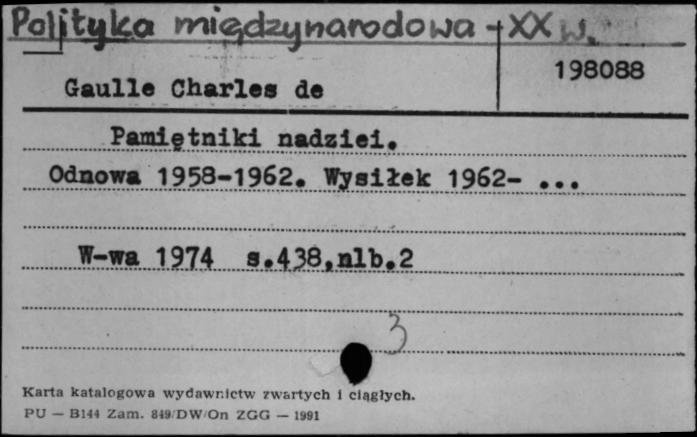 Polityka międzynarodowa - XX w.
198088
Gaulle Charles de
Pamiętniki nadziei.
Odnowa 1958-1962. Wysiłek 1962- ...
W-wa 1974 s.438,nlb.2
3
Karta katalogowa wydawnictw zwartych i ciągłych.
PU — B144 Zam. 849/DW/On ZGG — 1991